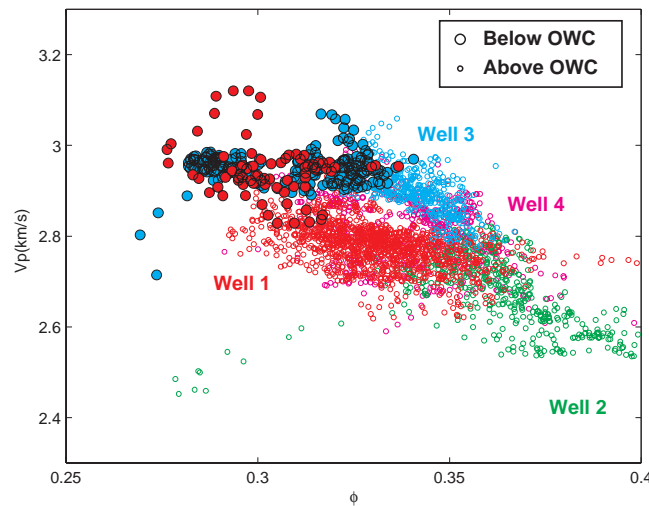 3.2
3
2.8
2.6
2.4
Vp(km/s)
Below OWC
Above OWC
Well 3
Well 4
Well 1
Well 2
0.25
0.3
0.35
0.4
ϕ